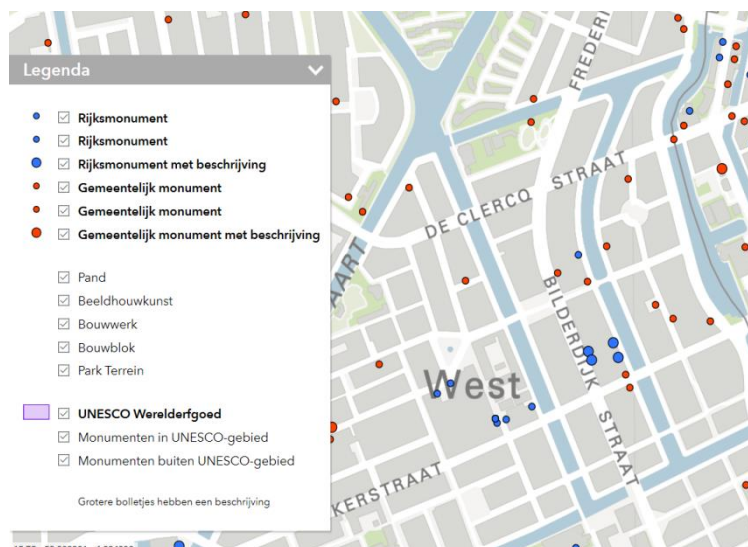 Legenda
Rijksmonument
Rijksmonument
Rijksmonument met beschrijving
Gemeentelijk monument
Gemeentelijk monument
Gemeentelijk monument met beschrijving
Pand
Beeldhouwkunst
Bouwwerk
Bouwblok
Park Terrein
UNESCO Werelderfgoed
Monumenten in UNESCO-gebied
Monumenten buiten UNESCO-gebied
Grotere bolletjes hebben een beschrijving
FREDERI
DE CLERCQ STRAAT
AART
BILDERDIJK STRAAT
West
KERSTRAAT